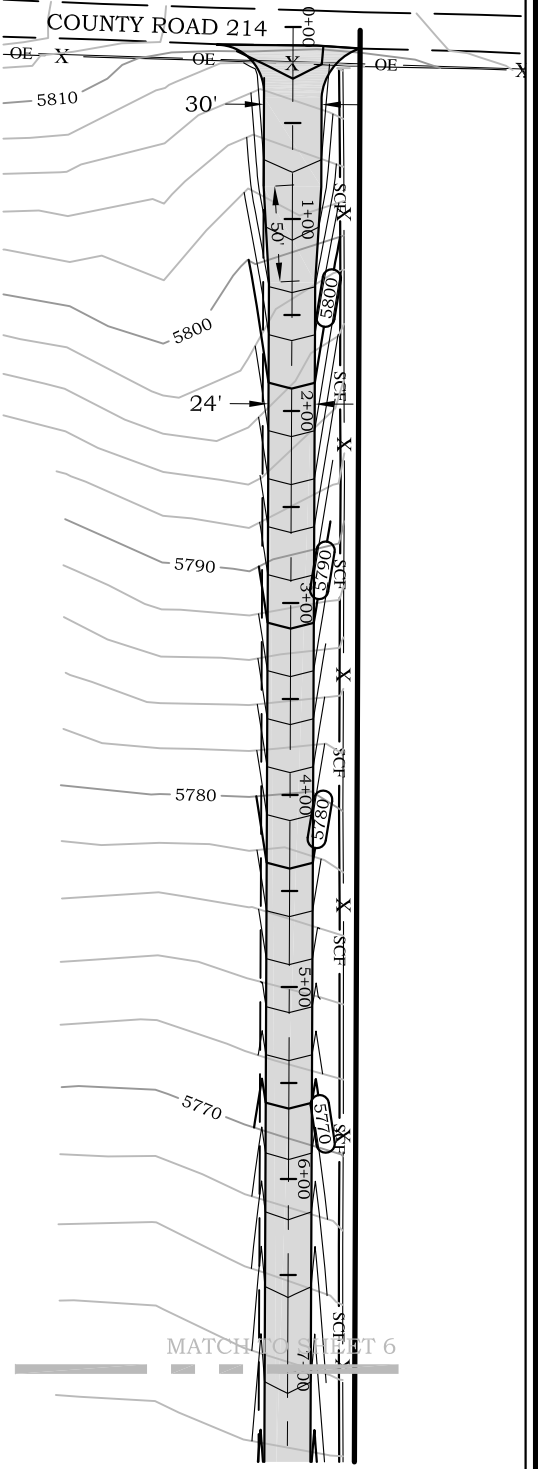 COUNTY ROAD 214
0+00
OE X OE X OE X
5810
30'
SCF
X
1+00
50'
5800
5800
SCF
24'
2+00
X
5790
5790
SCF
3+00
X
SCF
5780
4+00
5780
X
SCF
5+00
5770
5770
SCF
X
6+00
SCF
MATCH TO SHEET 6
X
7+00